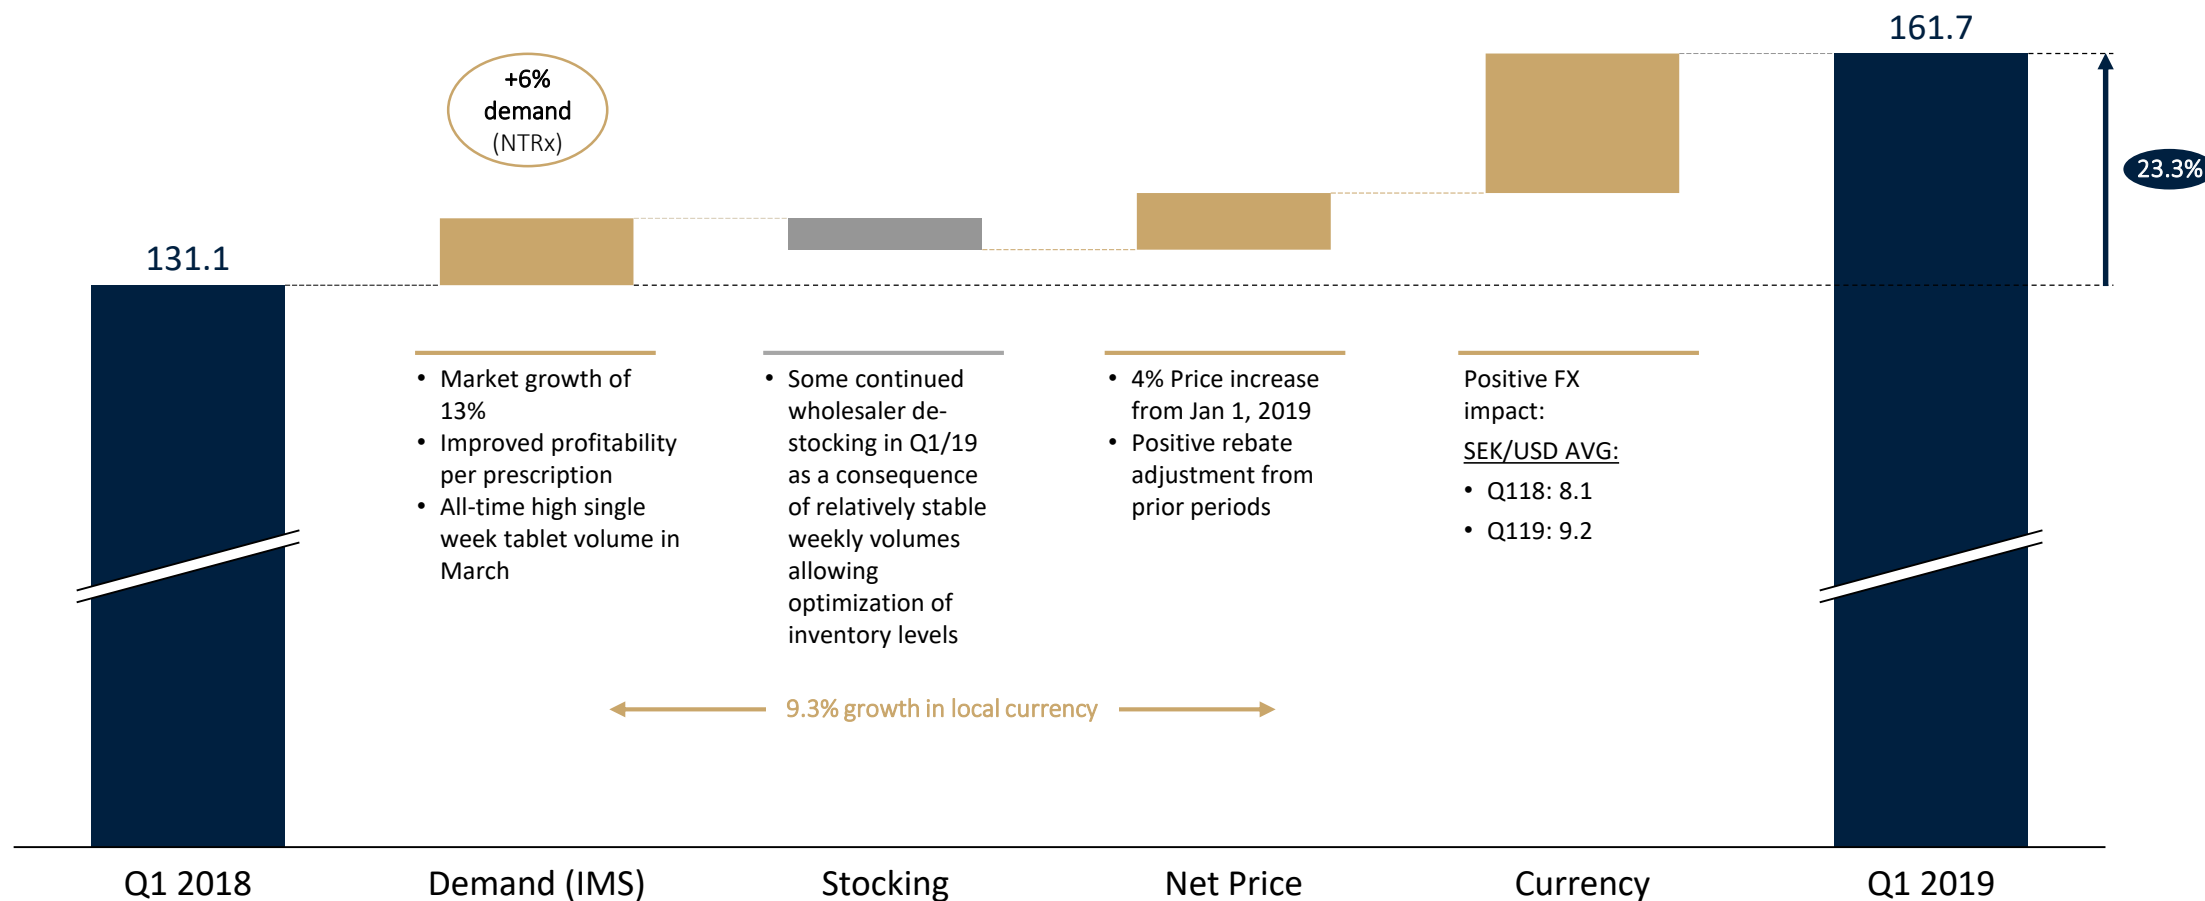 161.7
+6%
demand
(NTRx)
23.3%
131.1
• Market growth of
13%
• Improved profitability
per prescription
• All-time high single
week tablet volume in
March
• Some continued
wholesaler de-
stocking in Q1/19
as a consequence
of relatively stable
weekly volumes
allowing
optimization of
inventory levels
• 4% Price increase
from Jan 1, 2019
• Positive rebate
adjustment from
prior periods
Positive FX
impact:
SEK/USD AVG:
• Q118: 8.1
• Q119: 9.2
9.3% growth in local currency
Q1 2018
Demand (IMS)
Stocking
Net Price
Currency
Q1 2019